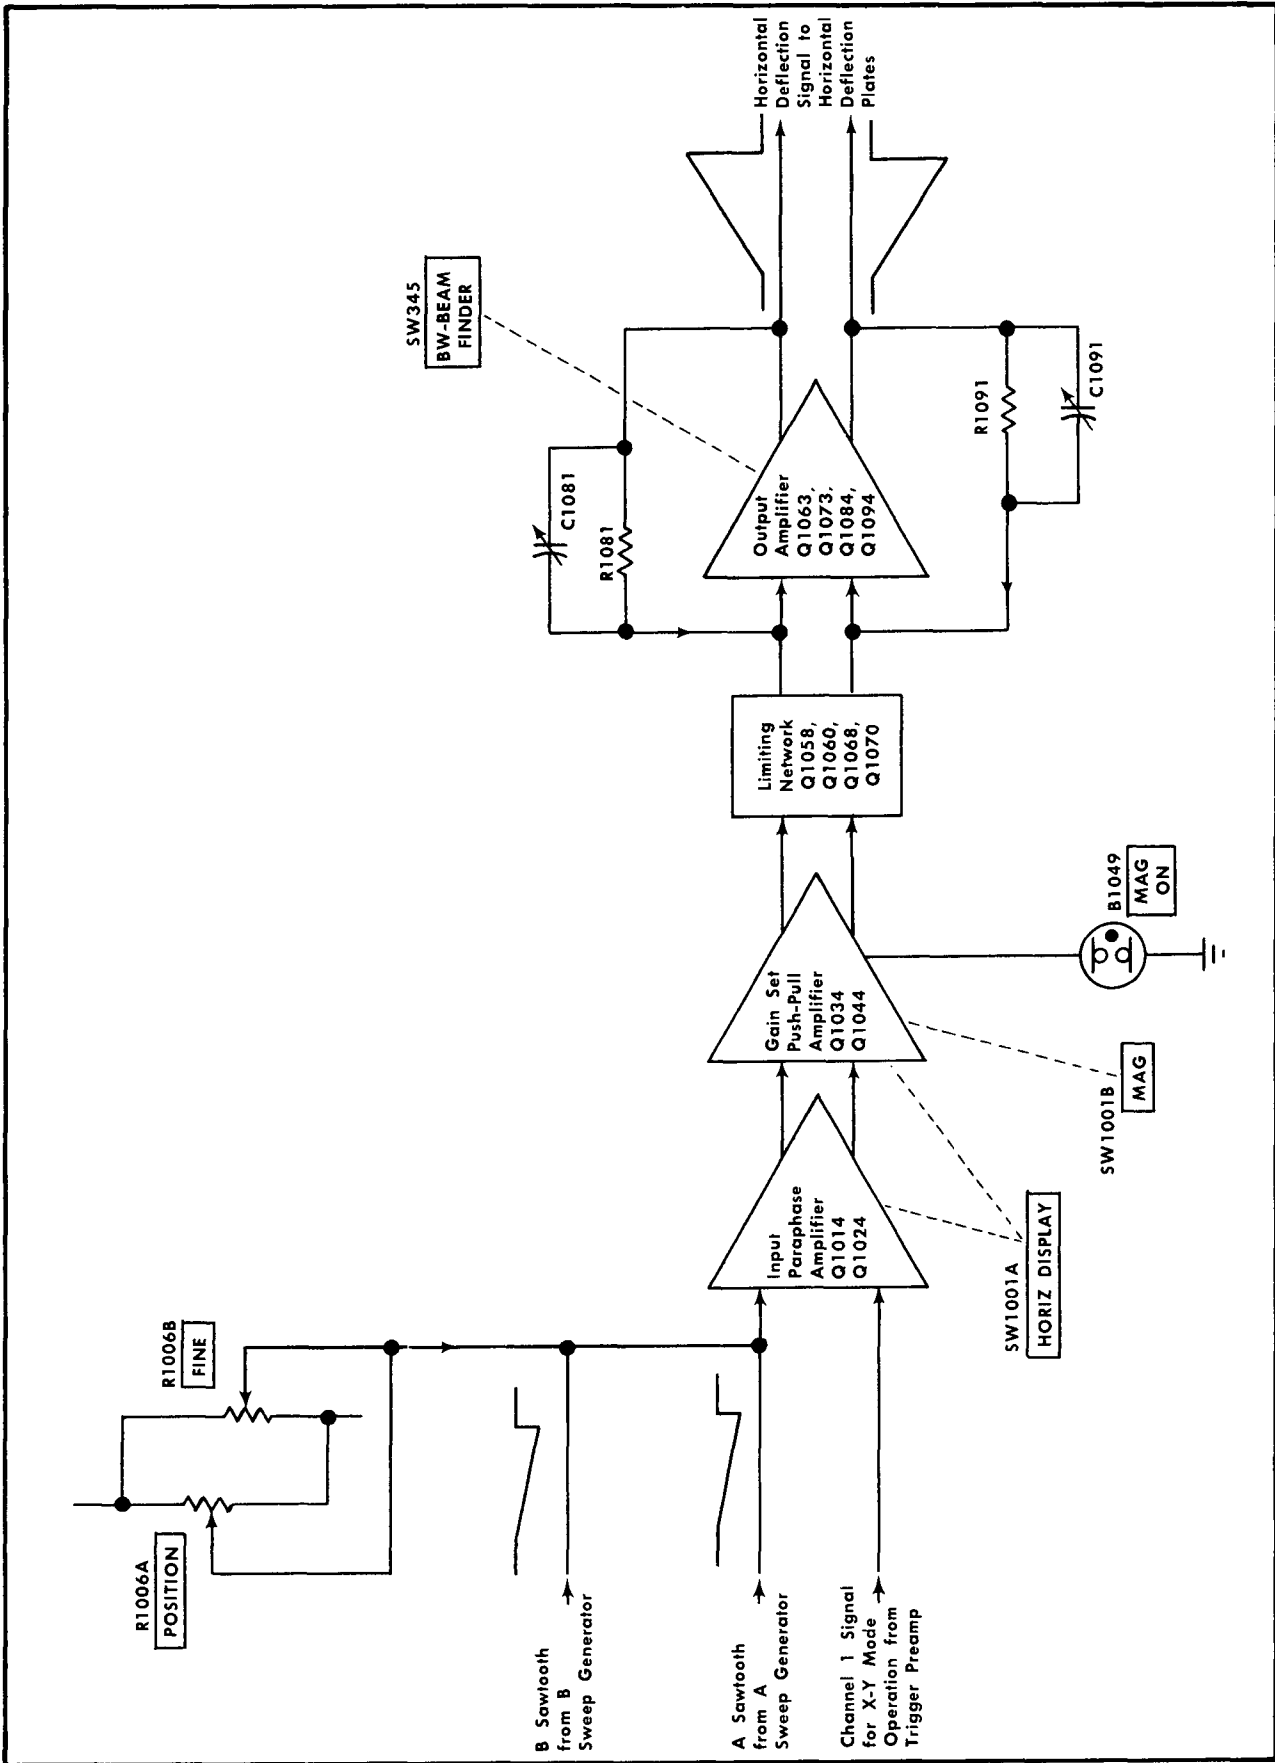 R1006A
POSITION
R1006B
FINE
B Sawtooth
from B
Sweep Generator
A Sawtooth
from A
Sweep Generator
Channel 1 Signal
for X-Y Mode
Operation from
Trigger Preamp
Input
Paraphase
Amplifier
Q1014
Q1024
SW1001A
HORIZ DISPLAY
Gain Set
Push-Pull
Amplifier
Q1034
Q1044
SW1001B
MAG
B1049
MAG
ON
Limiting
Network
Q1058,
Q1060,
Q1068,
Q1070
C1081
R1081
Output
Amplifier
Q1063,
Q1073,
Q1084,
Q1094
R1091
C1091
SW345
BW-BEAM
FINDER
Horizontal
Deflection
Signal to
Horizontal
Deflection
Plates